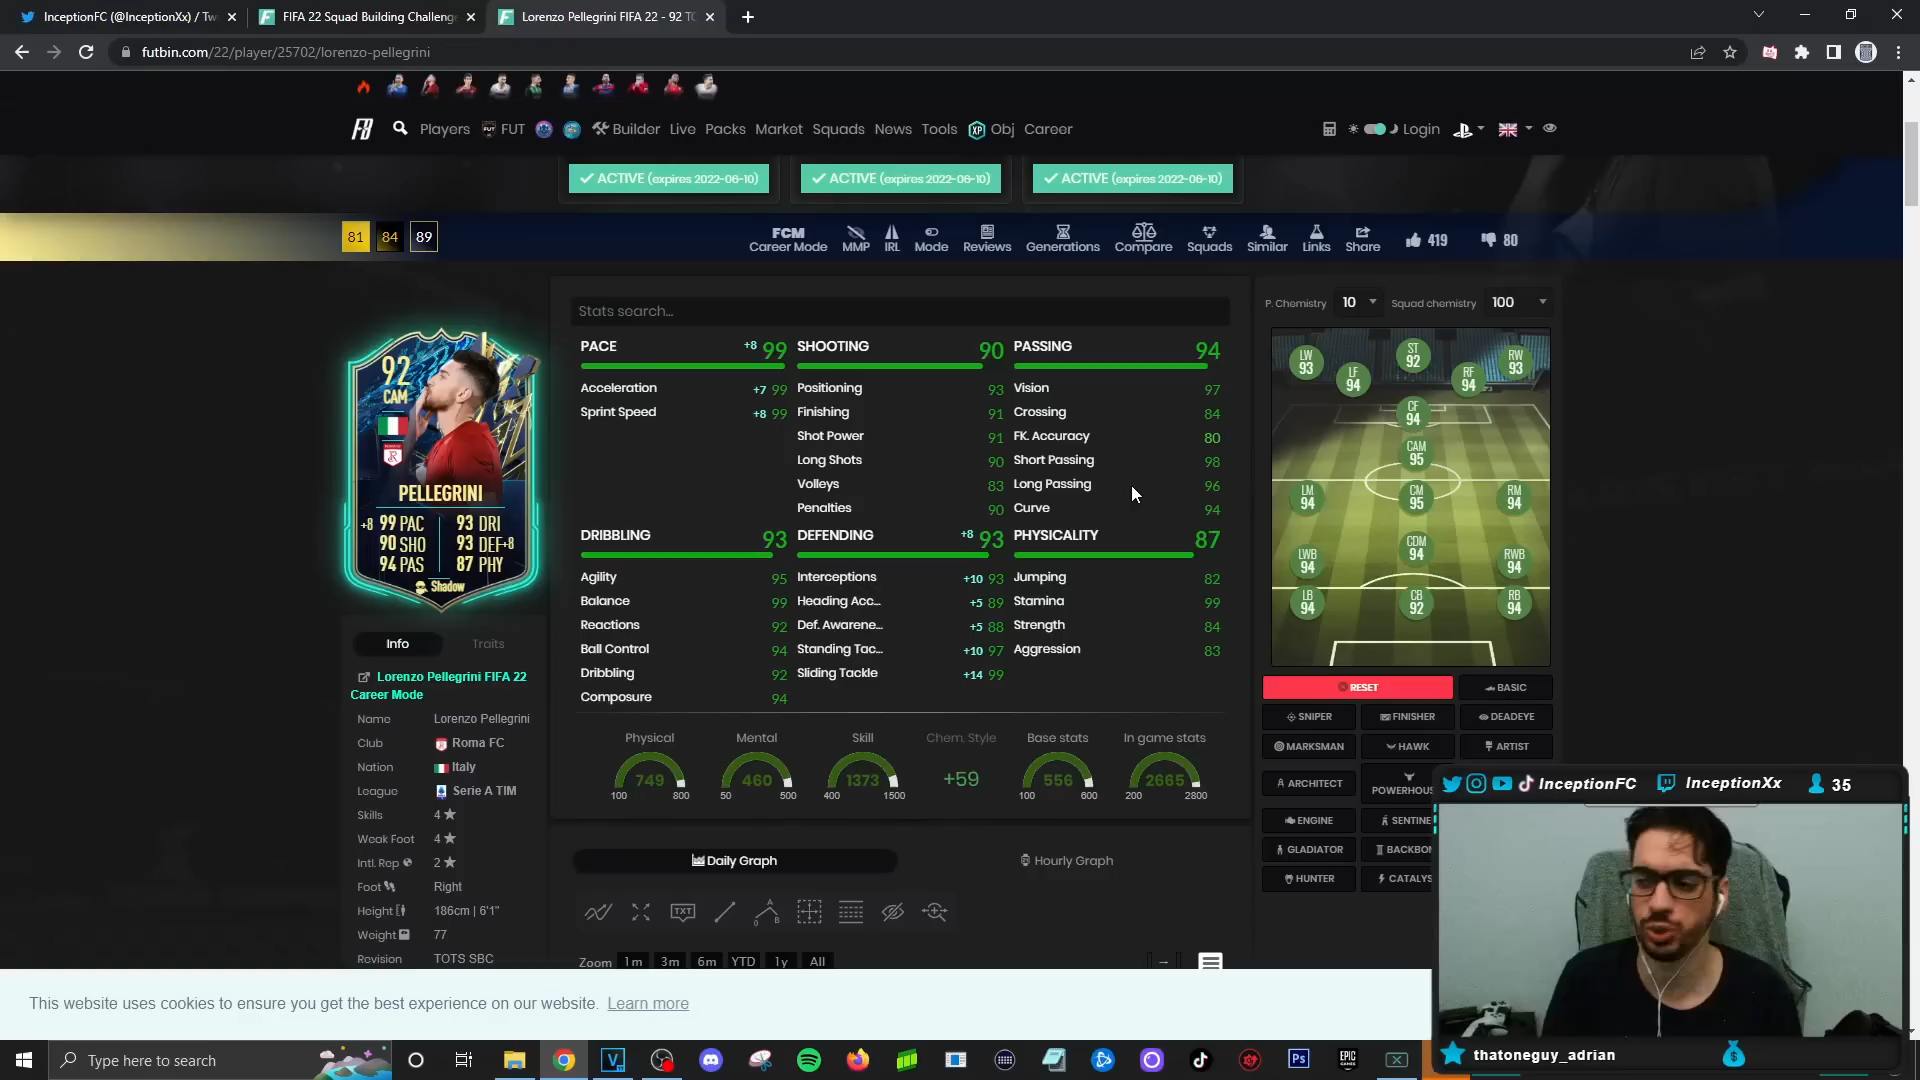 InceptionFC (@InceptionXx) / Tw
FIFA 22 Squad Building Challenge
Lorenzo Pellegrini FIFA 22 - 92 TO
futbin.com/22/player/25702/lorenzo-pellegrini
Players FUT Builder Live Packs Market Squads News Tools XP Obj Career Login
ACTIVE (expires 2022-06-10) ACTIVE (expires 2022-06-10) ACTIVE (expires 2022-06-10)
81 84 89
FCM Career Mode MMP IRL Mode Reviews Generations Compare Squads Similar Links Share 419 80
Stats search...
P. Chemistry 10 Squad chemistry 100
PACE +8 99 SHOOTING 90 PASSING 94
Acceleration +7 99 Positioning 93 Vision 97
Sprint Speed +8 99 Finishing 91 Crossing 84
Shot Power 91 FK. Accuracy 80
Long Shots 90 Short Passing 98
Volleys 83 Long Passing 96
Penalties 90 Curve 94
DRIBBLING 93 DEFENDING +8 93 PHYSICALITY 87
Agility 95 Interceptions +10 93 Jumping 82
Balance 99 Heading Acc... +5 89 Stamina 99
Reactions 92 Def. Awarene... +5 88 Strength 84
Ball Control 94 Standing Tac... +10 97 Aggression 83
Dribbling 92 Sliding Tackle +14 99
Composure 94
Physical Mental Skill Chem. Style Base stats In game stats
749 460 1373 +59 556 2665
100 800 50 500 400 1500 100 600 200 2800
92
CAM
PELLEGRINI
+8 99 PAC 93 DRI
90 SHO 93 DEF+8
94 PAS 87 PHY
Shadow
Info Traits
Lorenzo Pellegrini FIFA 22
Career Mode
Name Lorenzo Pellegrini
Club Roma FC
Nation Italy
League Serie A TIM
Skills 4
Weak Foot 4
Intl. Rep 2
Foot Right
Height 186cm | 6'1"
Weight 77
Revision TOTS SBC
LW 93 ST 92 RW 93
LF 94 RF 94
CF 94
CAM 95
LM 94 CM 95 RM 94
LWB 94 CDM 94 RWB 94
LB 94 CB 92 RB 94
RESET BASIC
SNIPER FINISHER DEADEYE
MARKSMAN HAWK ARTIST
ARCHITECT POWERHOUS
ENGINE SENTINE
GLADIATOR BACKBON
HUNTER CATALYS
Daily Graph Hourly Graph
TXT
Zoom 1m 3m 6m YTD 1y All
InceptionFC InceptionXx 35
This website uses cookies to ensure you get the best experience on our website. Learn more
thatoneguy_adrian
Type here to search
Ps
EPIC GAMES